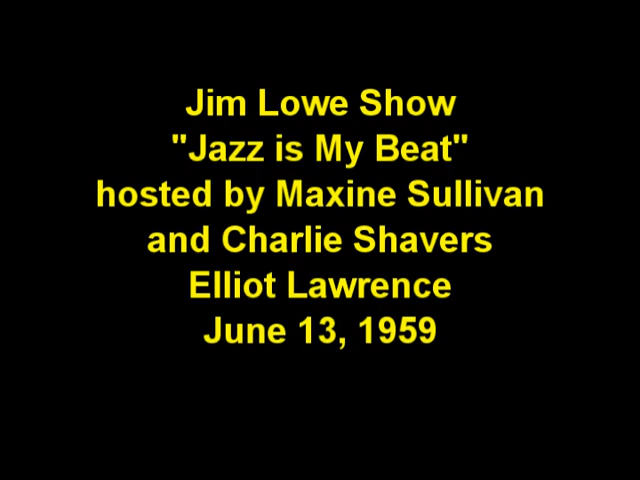 Jim Lowe Show
"Jazz is My Beat"
hosted by Maxine Sullivan
and Charlie Shavers
Elliot Lawrence
June 13, 1959